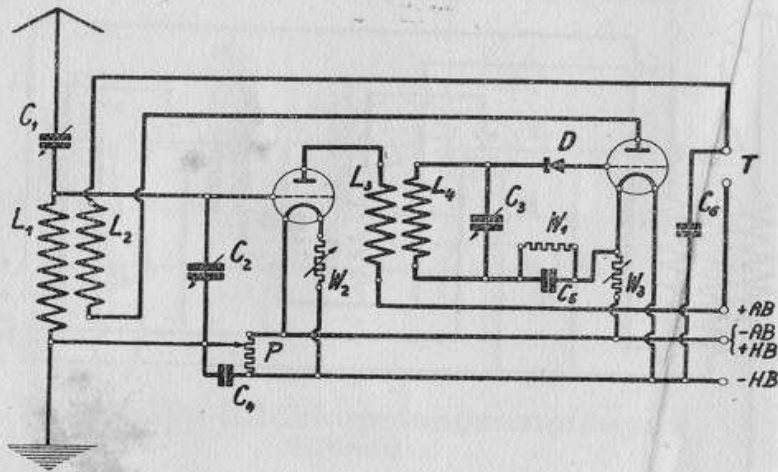 C₁
L₁
L₂
C₂
W₂
L₃
L₄
C₃
D
W₁
C₅
W₃
C₆
T
P
C₄
+AB
-AB
+HB
-HB